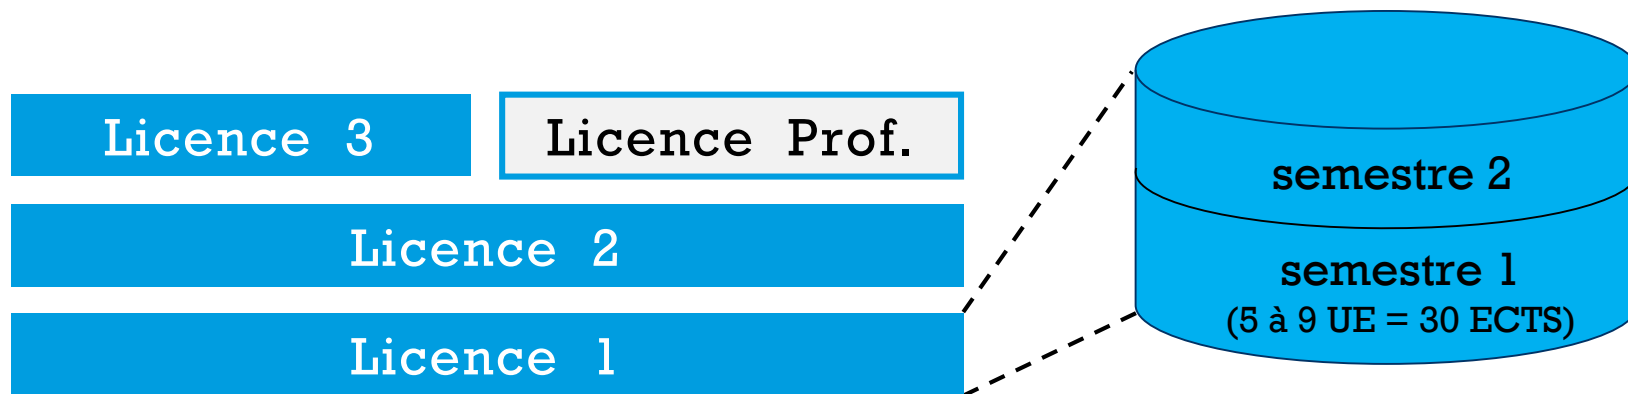 Licence 3
Licence Prof.
Licence 2
Licence 1
semestre 2
semestre 1
(5 à 9 UE = 30 ECTS)